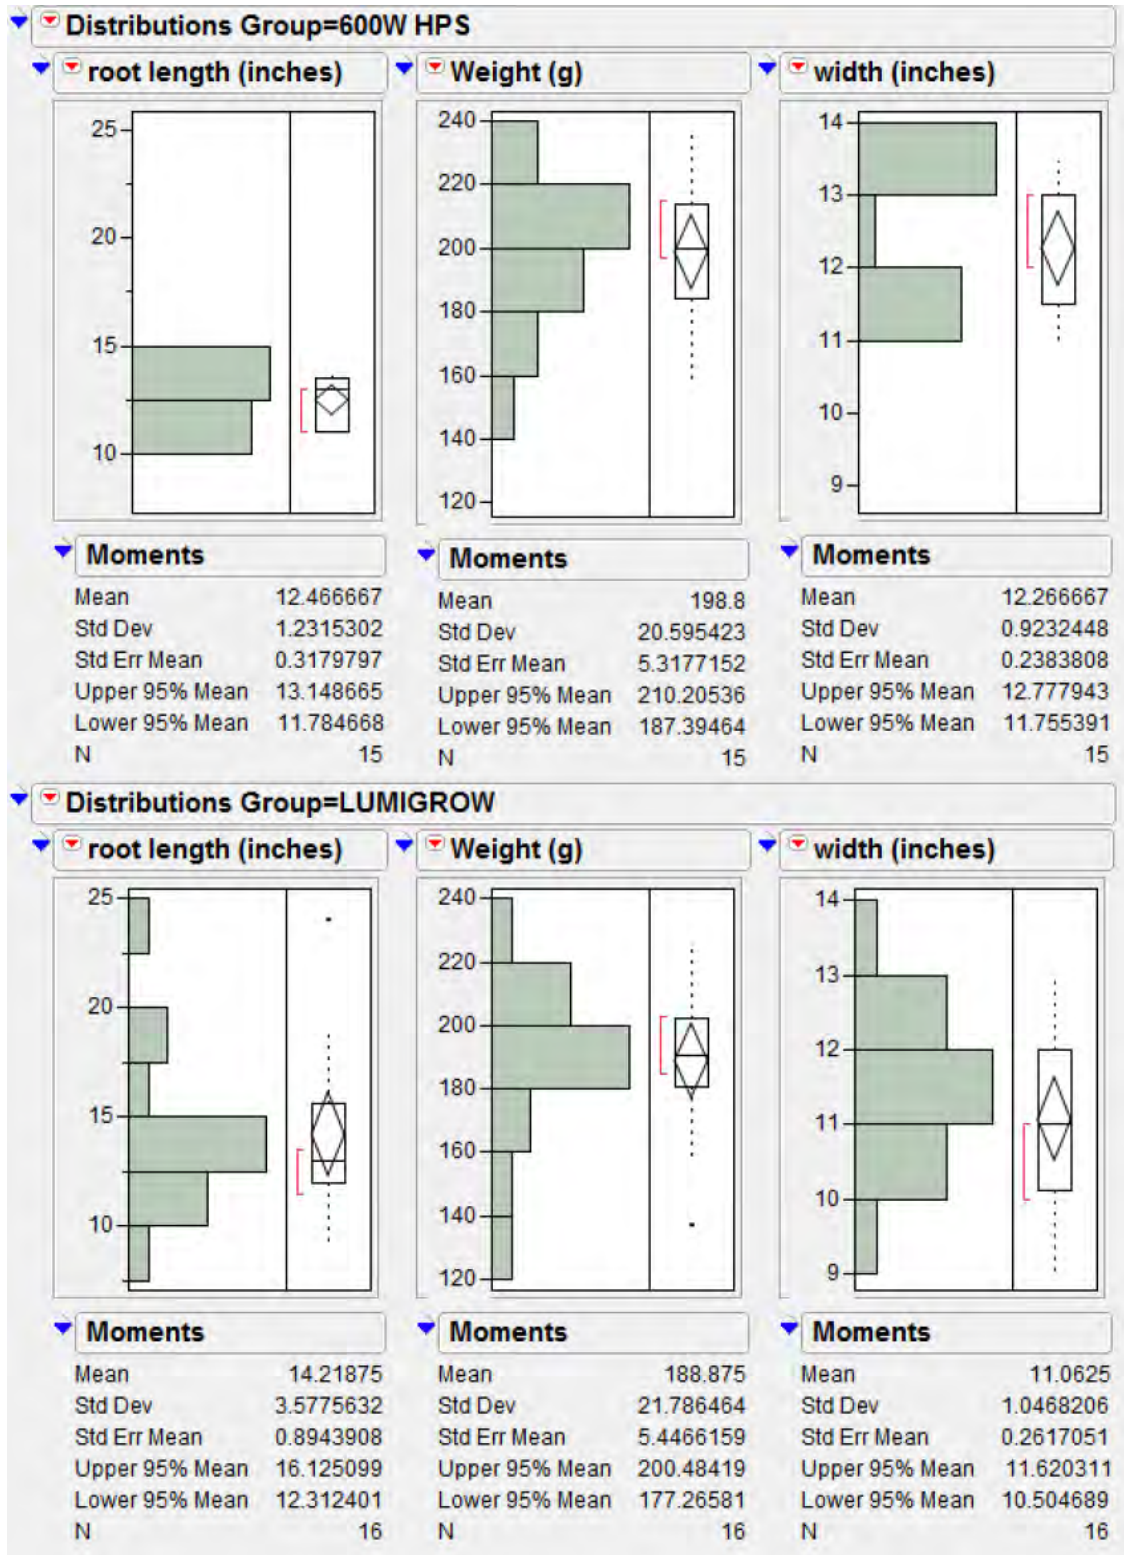 Distributions Group=600W HPS
root length (inches)
25
20
15
10
Weight (g)
240
220
200
180
160
140
120
width (inches)
14
13
12
11
10
9
Moments
Mean 12.466667
Std Dev 1.2315302
Std Err Mean 0.3179797
Upper 95% Mean 13.148665
Lower 95% Mean 11.784668
N 15
Moments
Mean 198.8
Std Dev 20.595423
Std Err Mean 5.3177152
Upper 95% Mean 210.20536
Lower 95% Mean 187.39464
N 15
Moments
Mean 12.266667
Std Dev 0.9232448
Std Err Mean 0.2383808
Upper 95% Mean 12.777943
Lower 95% Mean 11.755391
N 15
Distributions Group=LUMIGROW
root length (inches)
25
20
15
10
Weight (g)
240
220
200
180
160
140
120
width (inches)
14
13
12
11
10
9
Moments
Mean 14.21875
Std Dev 3.5775632
Std Err Mean 0.8943908
Upper 95% Mean 16.125099
Lower 95% Mean 12.312401
N 16
Moments
Mean 188.875
Std Dev 21.786464
Std Err Mean 5.4466159
Upper 95% Mean 200.48419
Lower 95% Mean 177.26581
N 16
Moments
Mean 11.0625
Std Dev 1.0468206
Std Err Mean 0.2617051
Upper 95% Mean 11.620311
Lower 95% Mean 10.504689
N 16